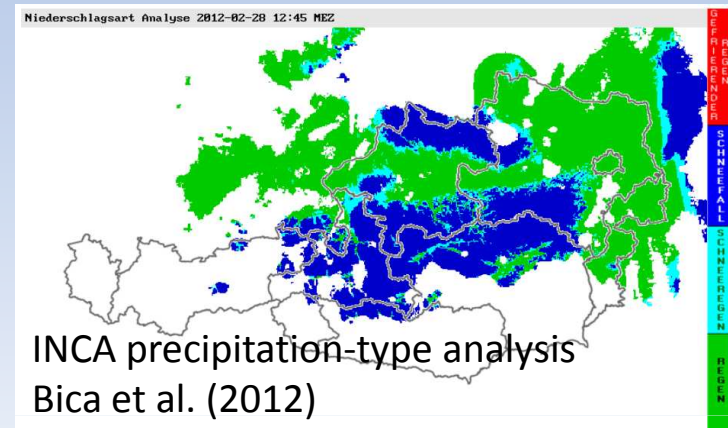 Niederschlagsart Analyse 2012-02-28 12:45 MEZ
GEFRIERENDER
REGEN
SCHNEEFALL
SCHNEEREGEN
REGEN
INCA precipitation-type analysis
Bica et al. (2012)